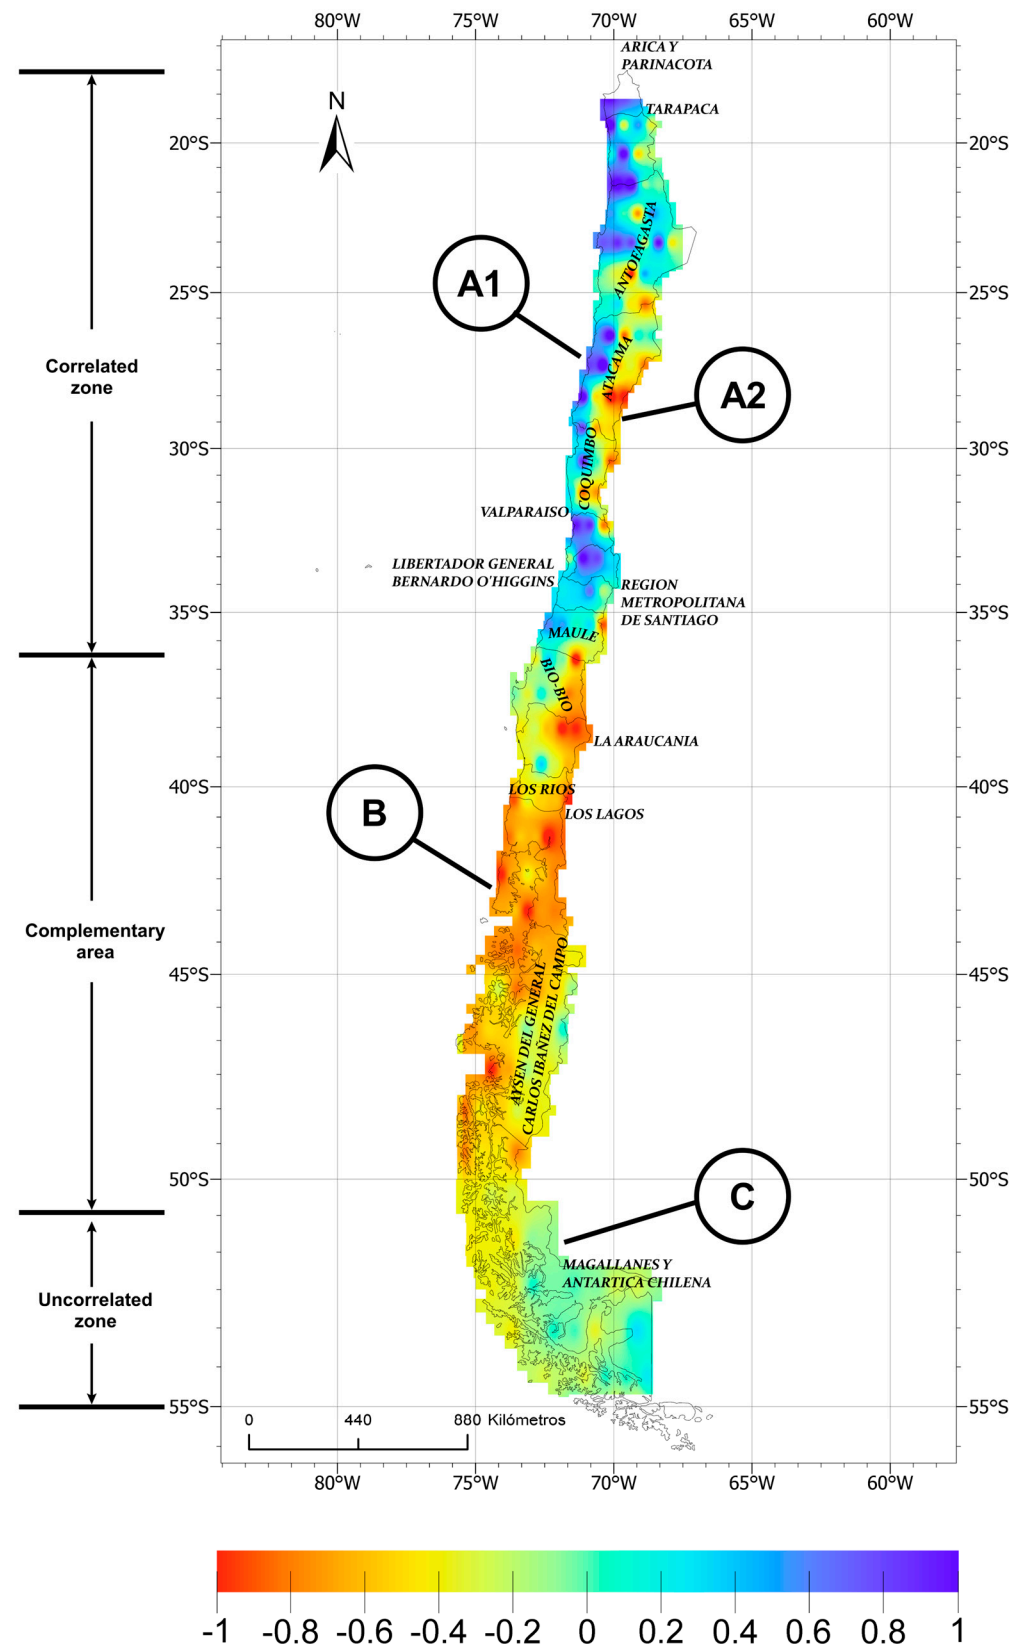 80°W 75°W 70°W 65°W 60°W
ARICA Y
PARINACOTA
N
TARAPACA
20°S 20°S
ANTOFAGASTA
A1
25°S 25°S
Correlated
zone
ATACAMA
A2
30°S 30°S
COQUIMBO
VALPARAISO
LIBERTADOR GENERAL
BERNARDO O'HIGGINS
REGION
METROPOLITANA
DE SANTIAGO
35°S 35°S
MAULE
BIO-BIO
LA ARAUCANIA
40°S 40°S
LOS RIOS
B
LOS LAGOS
Complementary
area
45°S 45°S
AYSEN DEL GENERAL
CARLOS IBAÑEZ DEL CAMPO
50°S 50°S
C
MAGALLANES Y
ANTARTICA CHILENA
Uncorrelated
zone
55°S 55°S
0 440 880 Kilómetros
80°W 75°W 70°W 65°W 60°W
-1 -0.8 -0.6 -0.4 -0.2 0 0.2 0.4 0.6 0.8 1